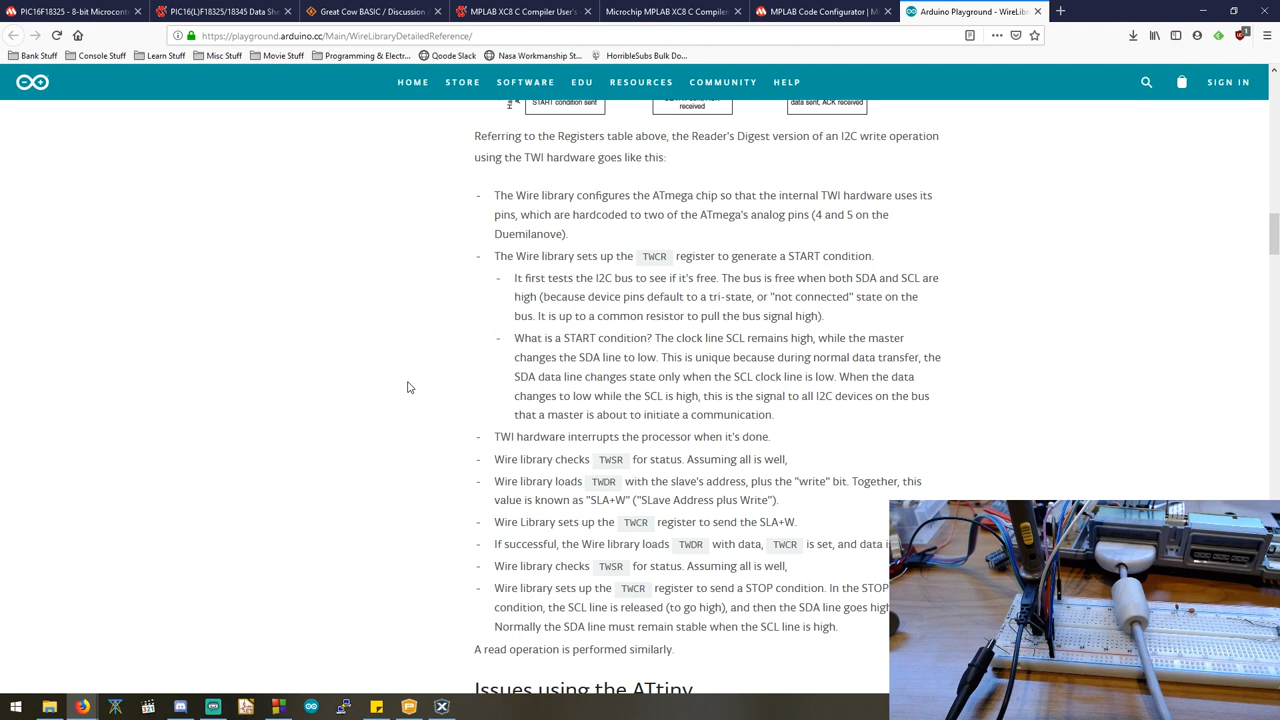 PIC16F18325 - 8-bit Microcont
PIC16(L)F18325/18345 Data She
Great Cow BASIC / Discussion /
MPLAB XC8 C Compiler User's
Microchip MPLAB XC8 C Compiler
MPLAB Code Configurator | M
Arduino Playground - WireLibr
https://playground.arduino.cc/Main/WireLibraryDetailedReference/
Bank Stuff
Console Stuff
Learn Stuff
Misc Stuff
Movie Stuff
Programming & Electr...
Qoode Slack
Nasa Workmanship St...
HorribleSubs Bulk Do...
HOME STORE SOFTWARE EDU RESOURCES COMMUNITY HELP
SIGN IN
START condition sent
received
data sent, ACK received
Referring to the Registers table above, the Reader's Digest version of an I2C write operation
using the TWI hardware goes like this:
- The Wire library configures the ATmega chip so that the internal TWI hardware uses its
pins, which are hardcoded to two of the ATmega's analog pins (4 and 5 on the
Duemilanove).
- The Wire library sets up the TWCR register to generate a START condition.
- It first tests the I2C bus to see if it's free. The bus is free when both SDA and SCL are
high (because device pins default to a tri-state, or "not connected" state on the
bus. It is up to a common resistor to pull the bus signal high).
- What is a START condition? The clock line SCL remains high, while the master
changes the SDA line to low. This is unique because during normal data transfer, the
SDA data line changes state only when the SCL clock line is low. When the data
changes to low while the SCL is high, this is the signal to all I2C devices on the bus
that a master is about to initiate a communication.
- TWI hardware interrupts the processor when it's done.
- Wire library checks TWSR for status. Assuming all is well,
- Wire library loads TWDR with the slave's address, plus the "write" bit. Together, this
value is known as "SLA+W" ("SLave Address plus Write").
- Wire Library sets up the TWCR register to send the SLA+W.
- If successful, the Wire library loads TWDR with data, TWCR is set, and data i
- Wire library checks TWSR for status. Assuming all is well,
- Wire library sets up the TWCR register to send a STOP condition. In the STOP
condition, the SCL line is released (to go high), and then the SDA line goes high
Normally the SDA line must remain stable when the SCL line is high.
A read operation is performed similarly.
Issues using the ATtiny